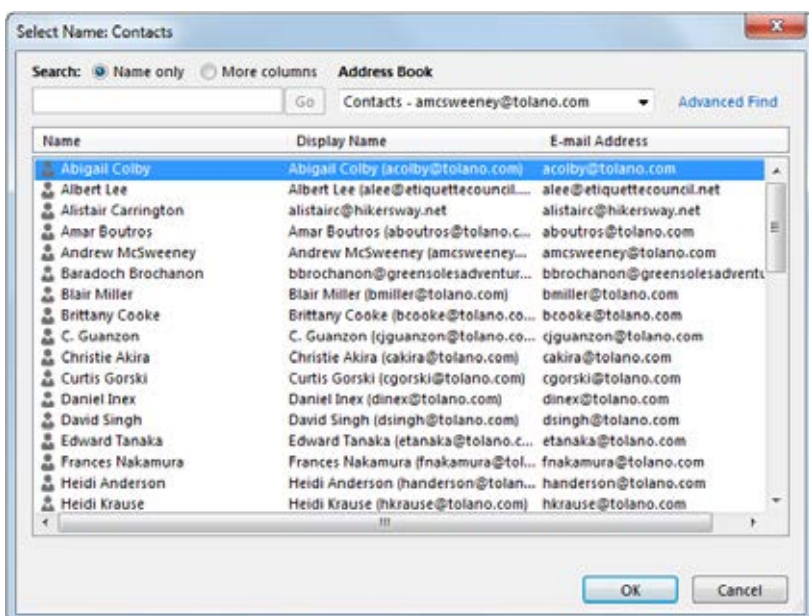 Select Name: Contacts
Search: Name only More columns Address Book
Go Contacts - amcsweeney@tolano.com Advanced Find
Name Display Name E-mail Address
Abigail Colby Abigail Colby (acolby@tolano.com) acolby@tolano.com
Albert Lee Albert Lee (alee@etiquettecouncil.... alee@etiquettecouncil.net
Alistair Carrington alistairc@hikersway.net alistairc@hikersway.net
Amar Boutros Amar Boutros (aboutros@tolano.c... aboutros@tolano.com
Andrew McSweeney Andrew McSweeney (amcsweeney.... amcsweeney@tolano.com
Baradoch Brochanon bbrochanon@greensolesadventur... bbrochanon@greensolesadventu
Blair Miller Blair Miller (bmiller@tolano.com) bmiller@tolano.com
Brittany Cooke Brittany Cooke (bcooke@tolano.co... bcooke@tolano.com
C. Guanzon C. Guanzon (cjguanzon@tolano.co... cjguanzon@tolano.com
Christie Akira Christie Akira (cakira@tolano.com) cakira@tolano.com
Curtis Gorski Curtis Gorski (cgorski@tolano.com) cgorski@tolano.com
Daniel Inex Daniel Inex (dinex@tolano.com) dinex@tolano.com
David Singh David Singh (dsingh@tolano.com) dsingh@tolano.com
Edward Tanaka Edward Tanaka (etanaka@tolano.c... etanaka@tolano.com
Frances Nakamura Frances Nakamura (fnakamura@tol... fnakamura@tolano.com
Heidi Anderson Heidi Anderson (handerson@tolan... handerson@tolano.com
Heidi Krause Heidi Krause (hkrause@tolano.com) hkrause@tolano.com
OK Cancel